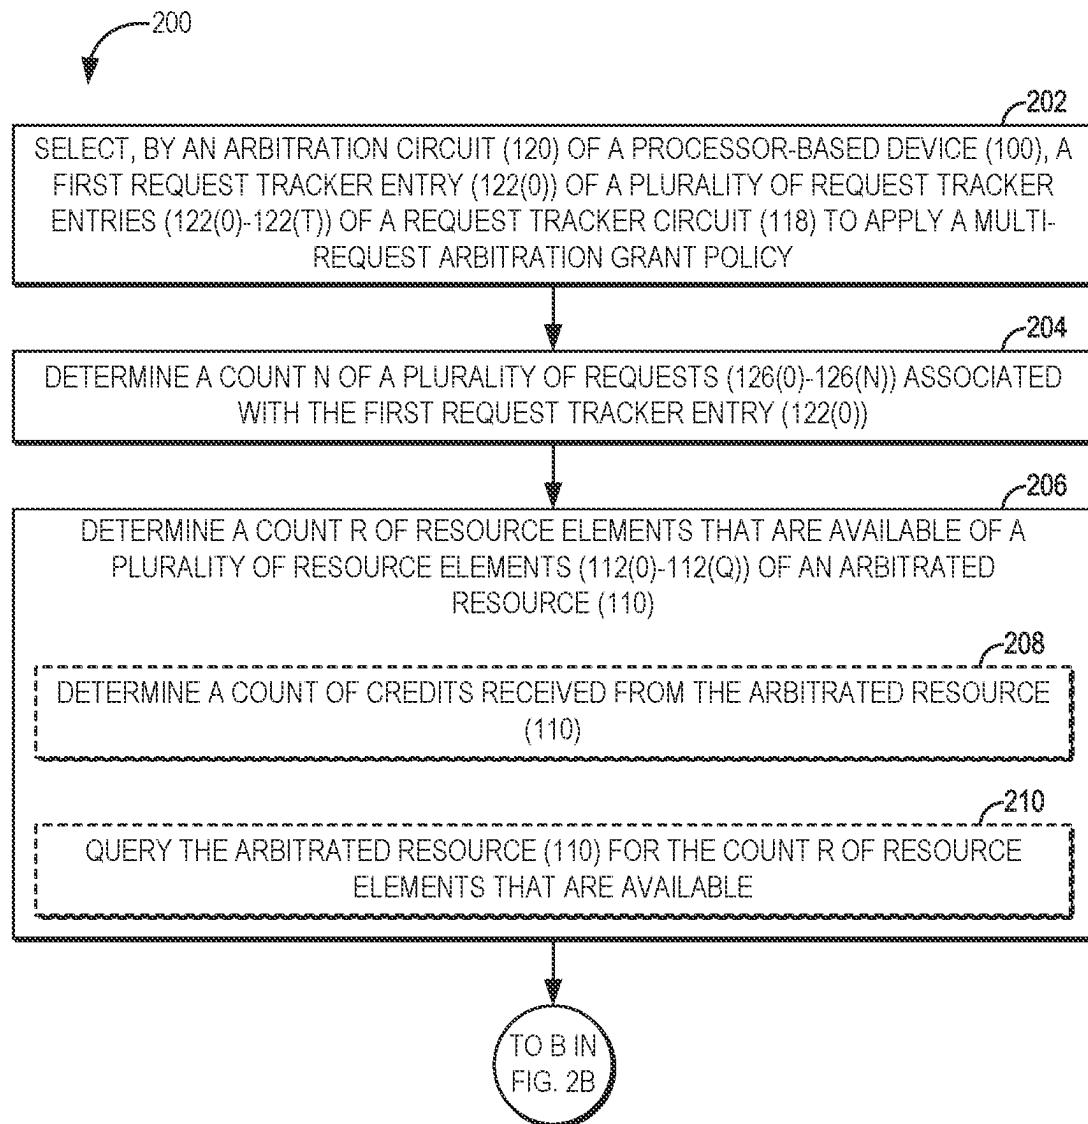 200
202
SELECT, BY AN ARBITRATION CIRCUIT (120) OF A PROCESSOR-BASED DEVICE (100), A
FIRST REQUEST TRACKER ENTRY (122(0)) OF A PLURALITY OF REQUEST TRACKER
ENTRIES (122(0)-122(T)) OF A REQUEST TRACKER CIRCUIT (118) TO APPLY A MULTI-
REQUEST ARBITRATION GRANT POLICY
204
DETERMINE A COUNT N OF A PLURALITY OF REQUESTS (126(0)-126(N)) ASSOCIATED
WITH THE FIRST REQUEST TRACKER ENTRY (122(0))
206
DETERMINE A COUNT R OF RESOURCE ELEMENTS THAT ARE AVAILABLE OF A
PLURALITY OF RESOURCE ELEMENTS (112(0)-112(Q)) OF AN ARBITRATED
RESOURCE (110)
208
DETERMINE A COUNT OF CREDITS RECEIVED FROM THE ARBITRATED RESOURCE
(110)
210
QUERY THE ARBITRATED RESOURCE (110) FOR THE COUNT R OF RESOURCE
ELEMENTS THAT ARE AVAILABLE
TO B IN
FIG. 2B